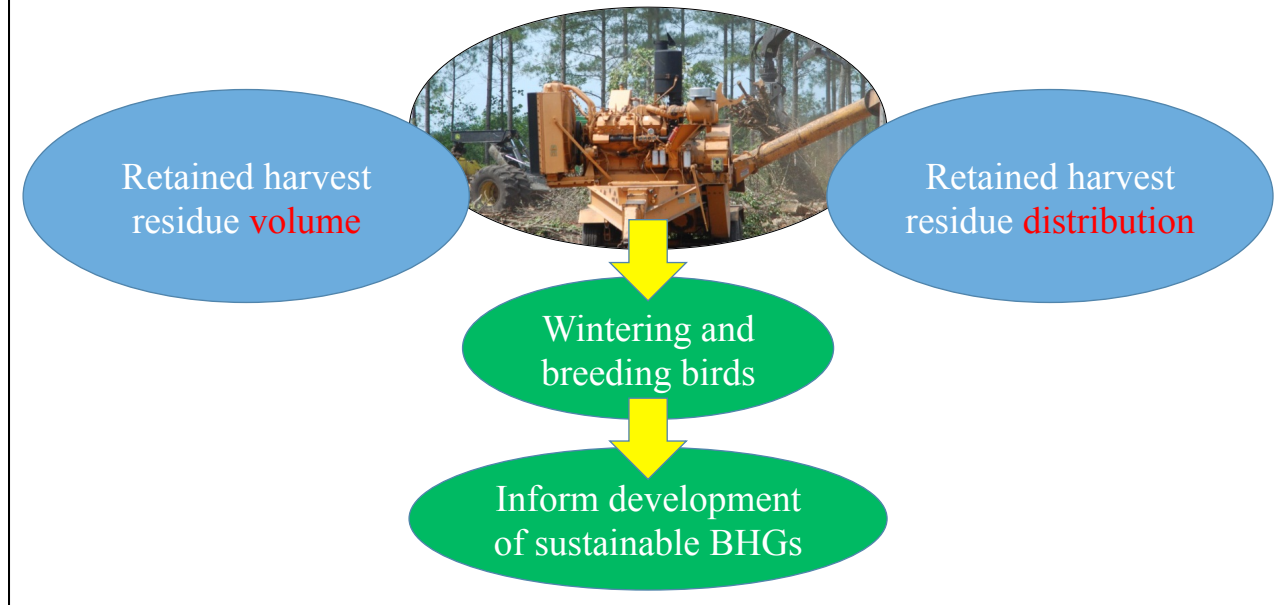 Retained harvest
residue volume
Retained harvest
residue distribution
Wintering and
breeding birds
Inform development
of sustainable BHGs